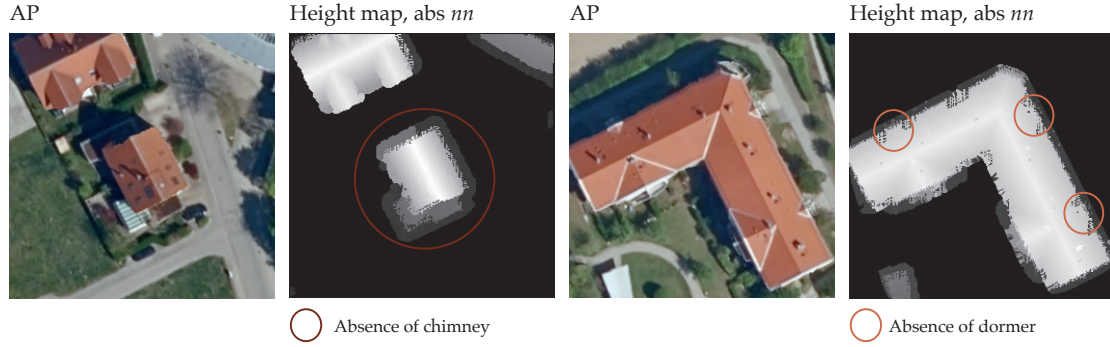 AP
Height map, abs nn
AP
Height map, abs nn
Absence of chimney
Absence of dormer